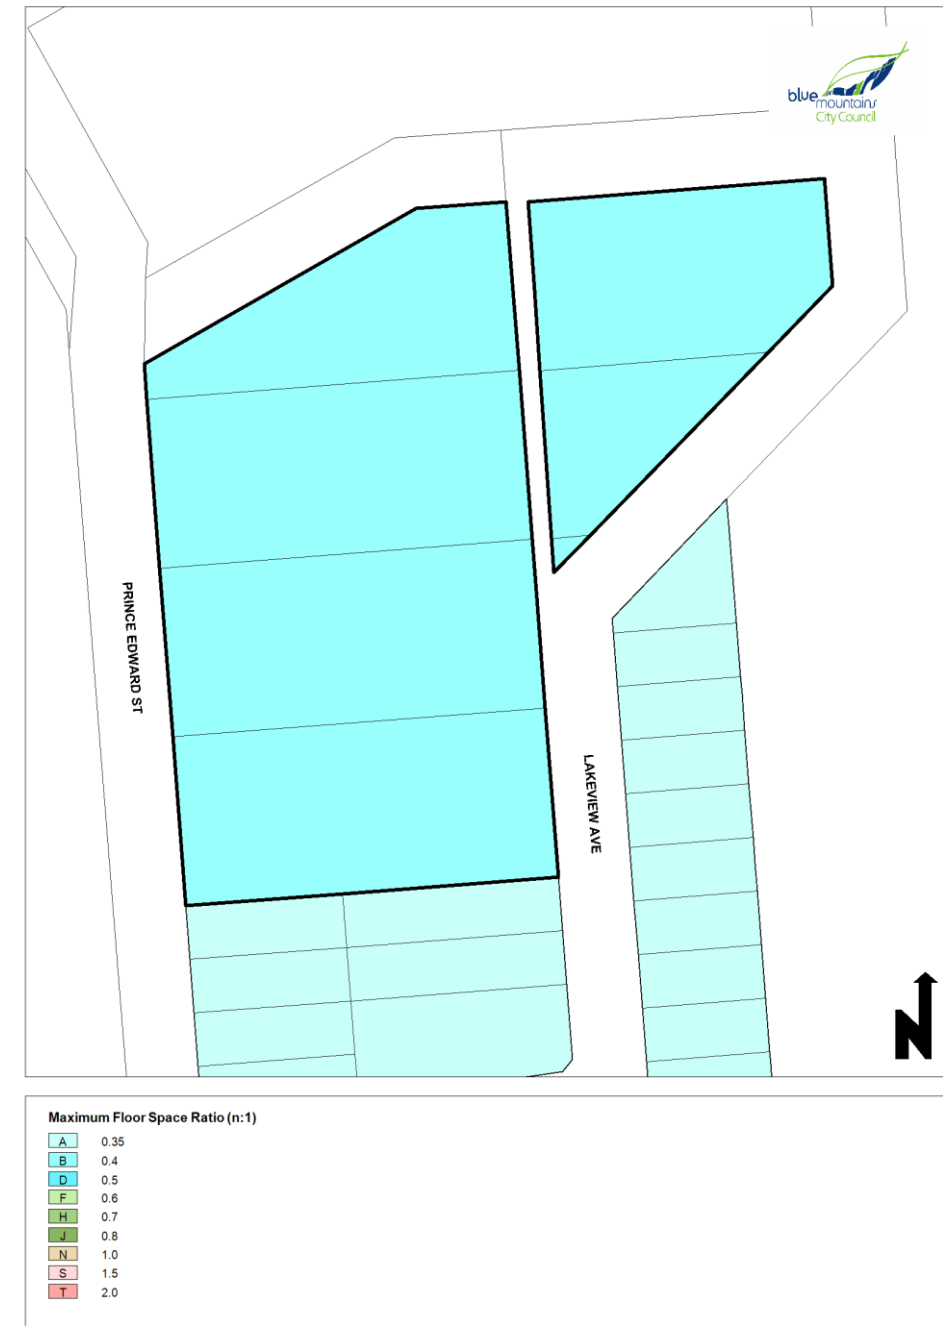 blue
mountains
City Council
PRINCE EDWARD ST
LAKEVIEW AVE
N
Maximum Floor Space Ratio (n:1)
A 0.35
B 0.4
D 0.5
F 0.6
H 0.7
J 0.8
N 1.0
S 1.5
T 2.0